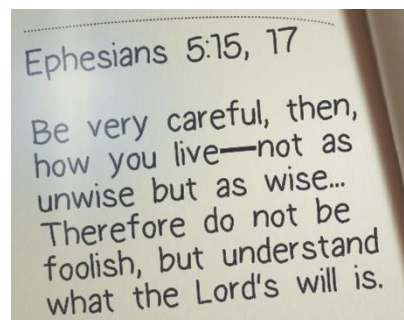 Ephesians 5:15, 17
Be very careful, then,
how you live—not as
unwise but as wise...
Therefore do not be
foolish, but understand
what the Lord's will is.